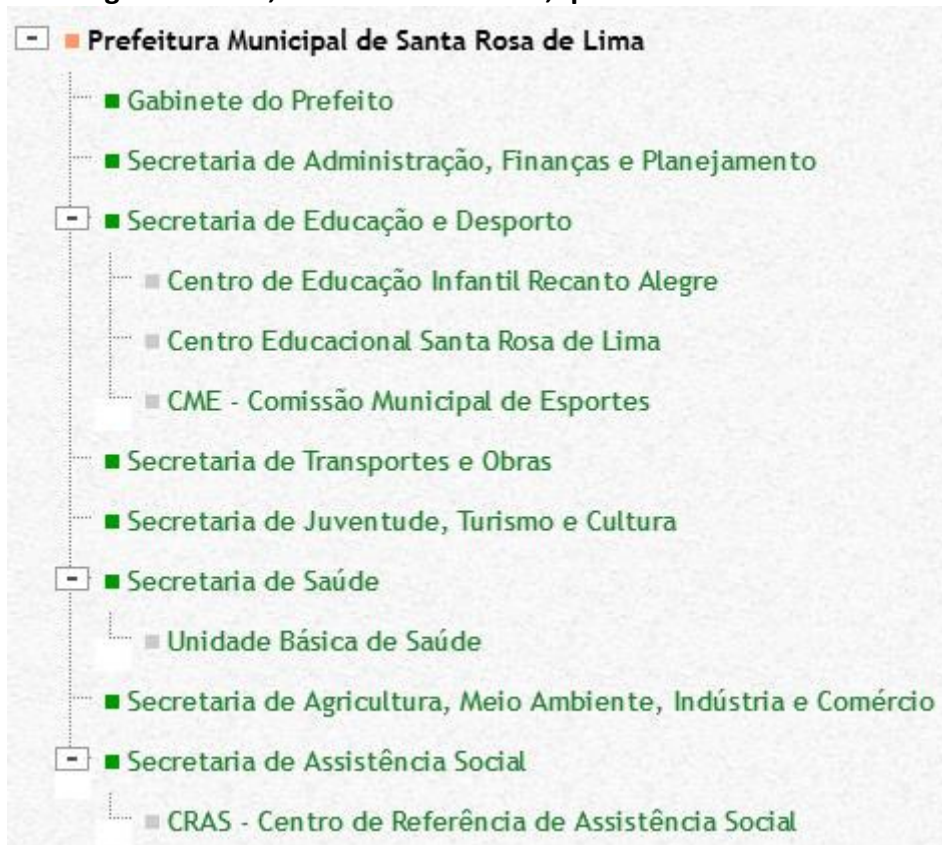 Prefeitura Municipal de Santa Rosa de Lima
Gabinete do Prefeito
Secretaria de Administração, Finanças e Planejamento
Secretaria de Educação e Desporto
Centro de Educação Infantil Recanto Alegre
Centro Educacional Santa Rosa de Lima
CME - Comissão Municipal de Esportes
Secretaria de Transportes e Obras
Secretaria de Juventude, Turismo e Cultura
Secretaria de Saúde
Unidade Básica de Saúde
Secretaria de Agricultura, Meio Ambiente, Indústria e Comércio
Secretaria de Assistência Social
CRAS - Centro de Referência de Assistência Social